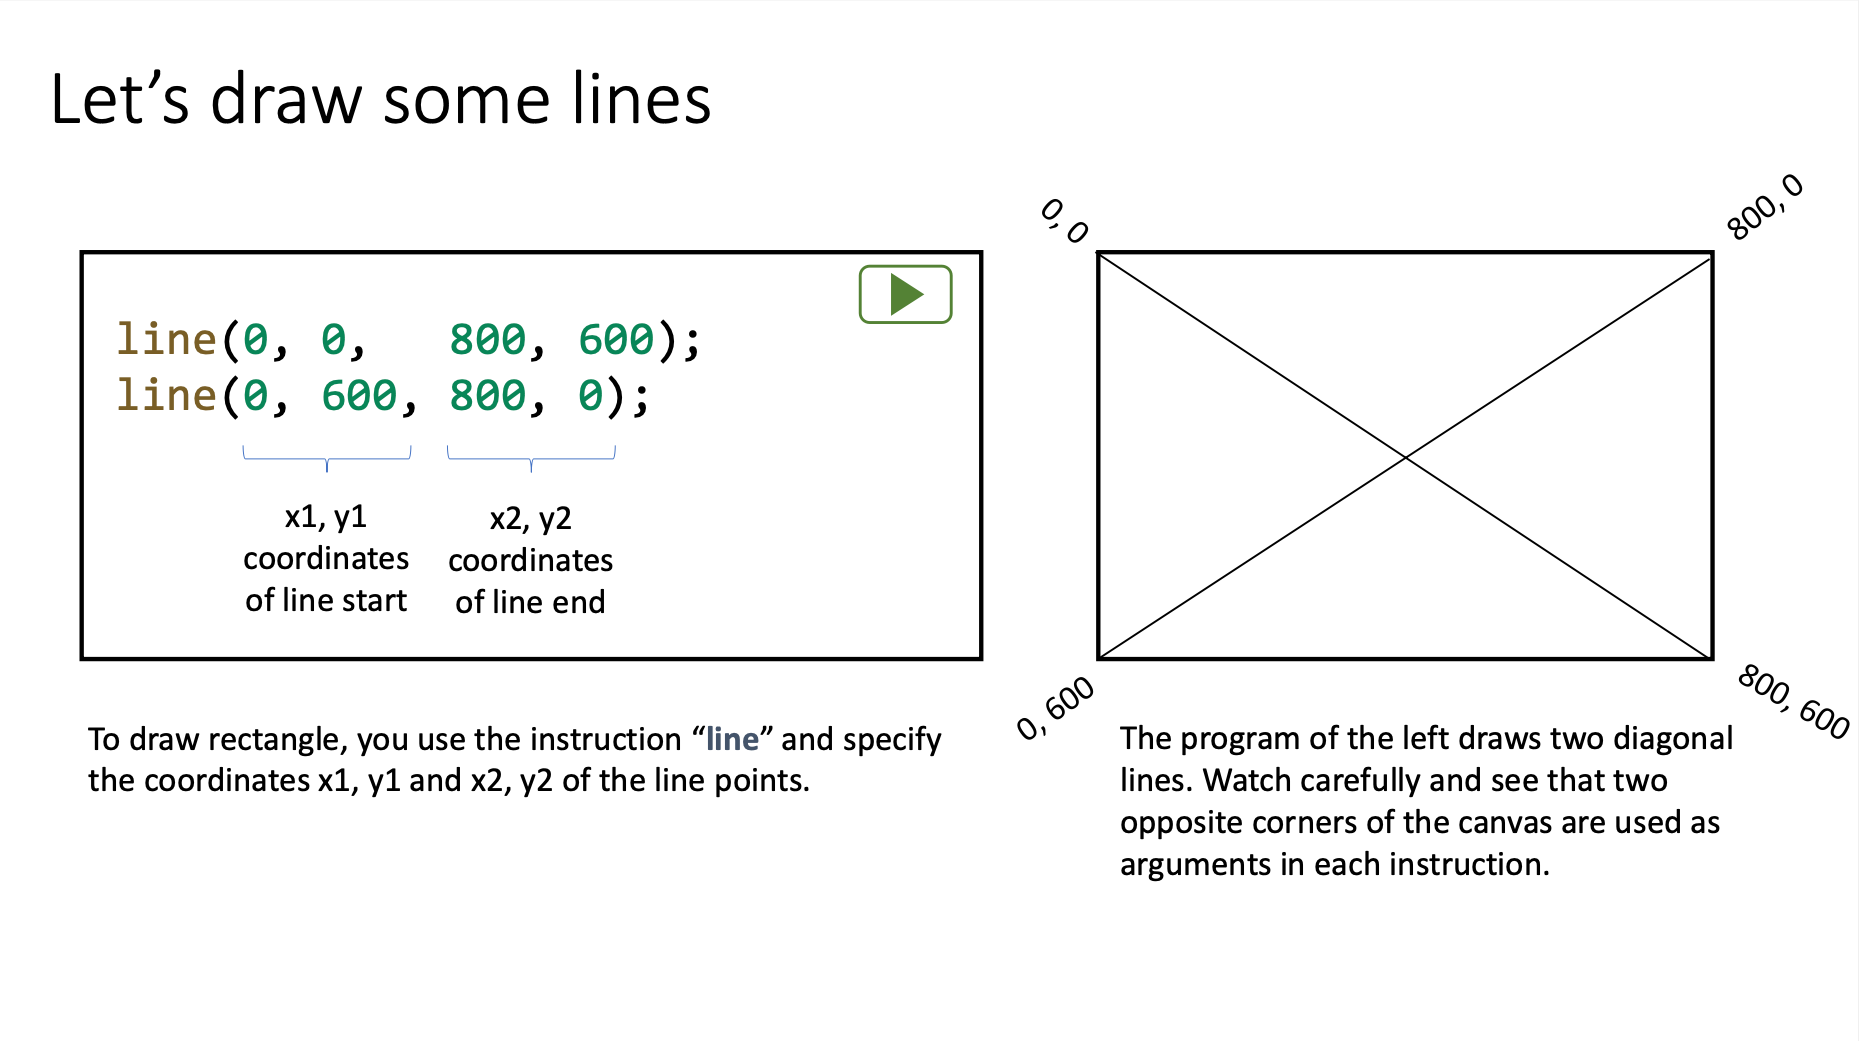 Let’s draw some lines
line(0, 0,   800, 600);
line(0, 600, 800, 0);
x1, y1
coordinates
of line start
x2, y2
coordinates
of line end
To draw rectangle, you use the instruction “line” and specify
the coordinates x1, y1 and x2, y2 of the line points.
0, 0
800, 0
0, 600
800, 600
The program of the left draws two diagonal
lines. Watch carefully and see that two
opposite corners of the canvas are used as
arguments in each instruction.